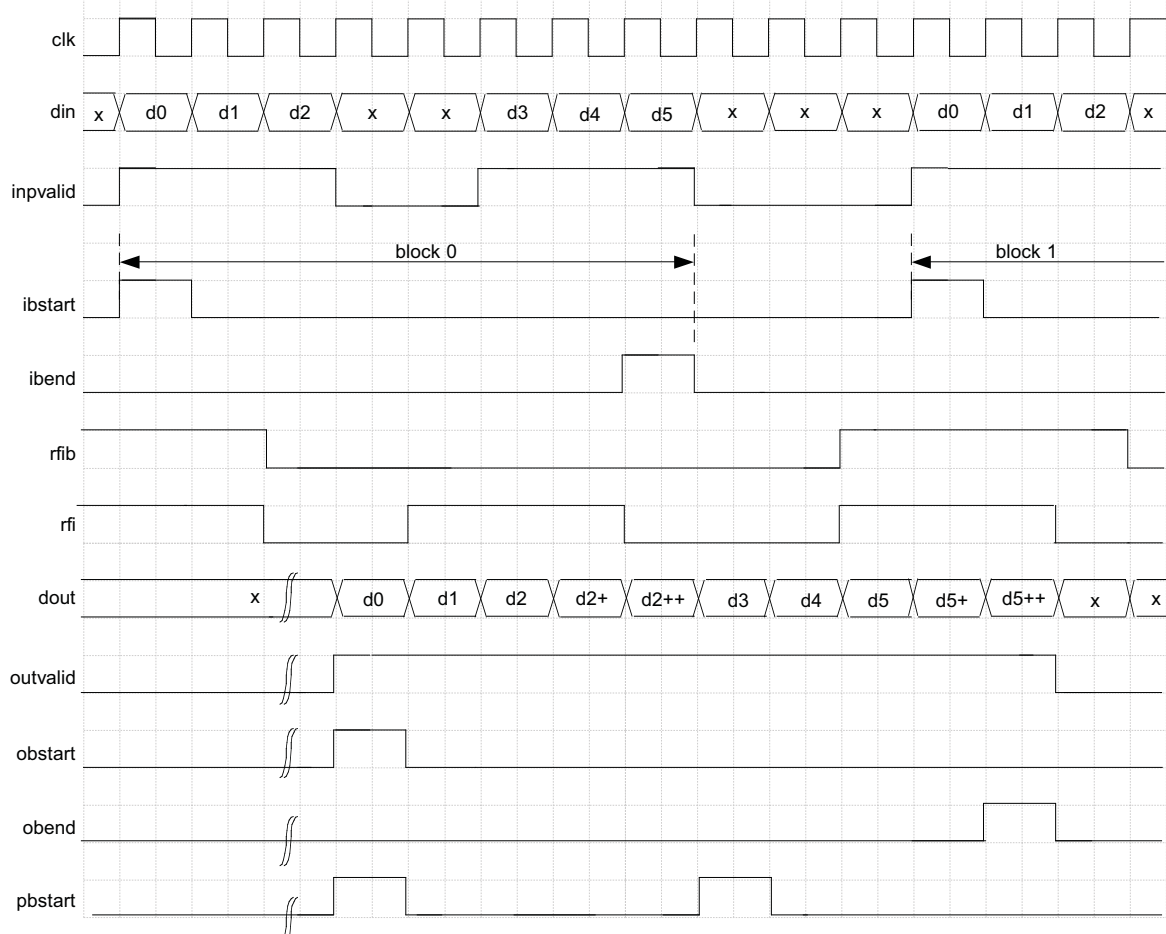 clk
din x d0 d1 d2 x x d3 d4 d5 x x x d0 d1 d2 x
inpvalid
block 0 block 1
ibstart
ibend
rfib
rfi
dout x d0 d1 d2 d2+ d2++ d3 d4 d5 d5+ d5++ x x
outvalid
obstart
obend
pbstart